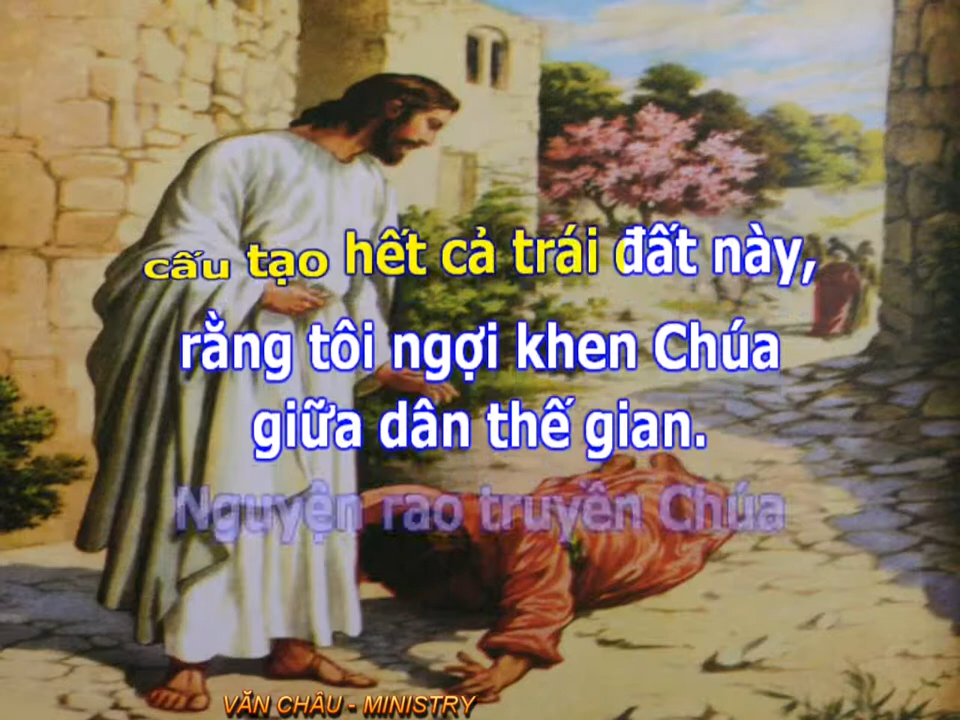 cấu tạo hết cả trái đất này,
rằng tôi ngợi khen Chúa
giữa dân thế gian.
Nguyện rao truyền Chúa
VĂN CHÂU - MINISTRY